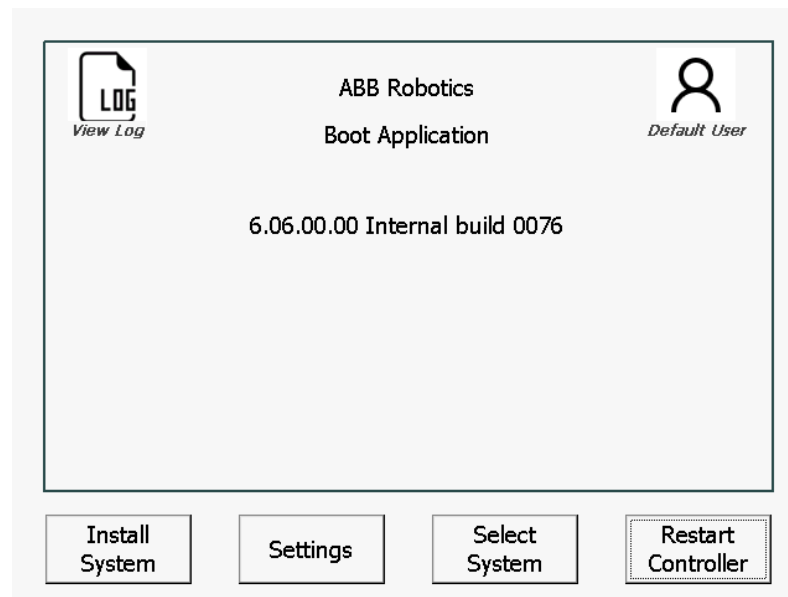 LOG
View Log
ABB Robotics
Boot Application
Default User
6.06.00.00 Internal build 0076
Install
System
Settings
Select
System
Restart
Controller